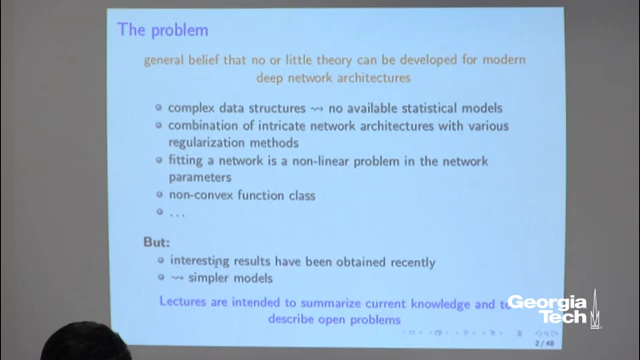 The problem
general belief that no or little theory can be developed for modern
deep network architectures
complex data structures ⇝ no available statistical models
combination of intricate network architectures with various
regularization methods
fitting a network is a non-linear problem in the network
parameters
non-convex function class
...
But:
interesting results have been obtained recently
⇝ simpler models
Lectures are intended to summarize current knowledge and to
describe open problems
Georgia
Tech
2 / 48